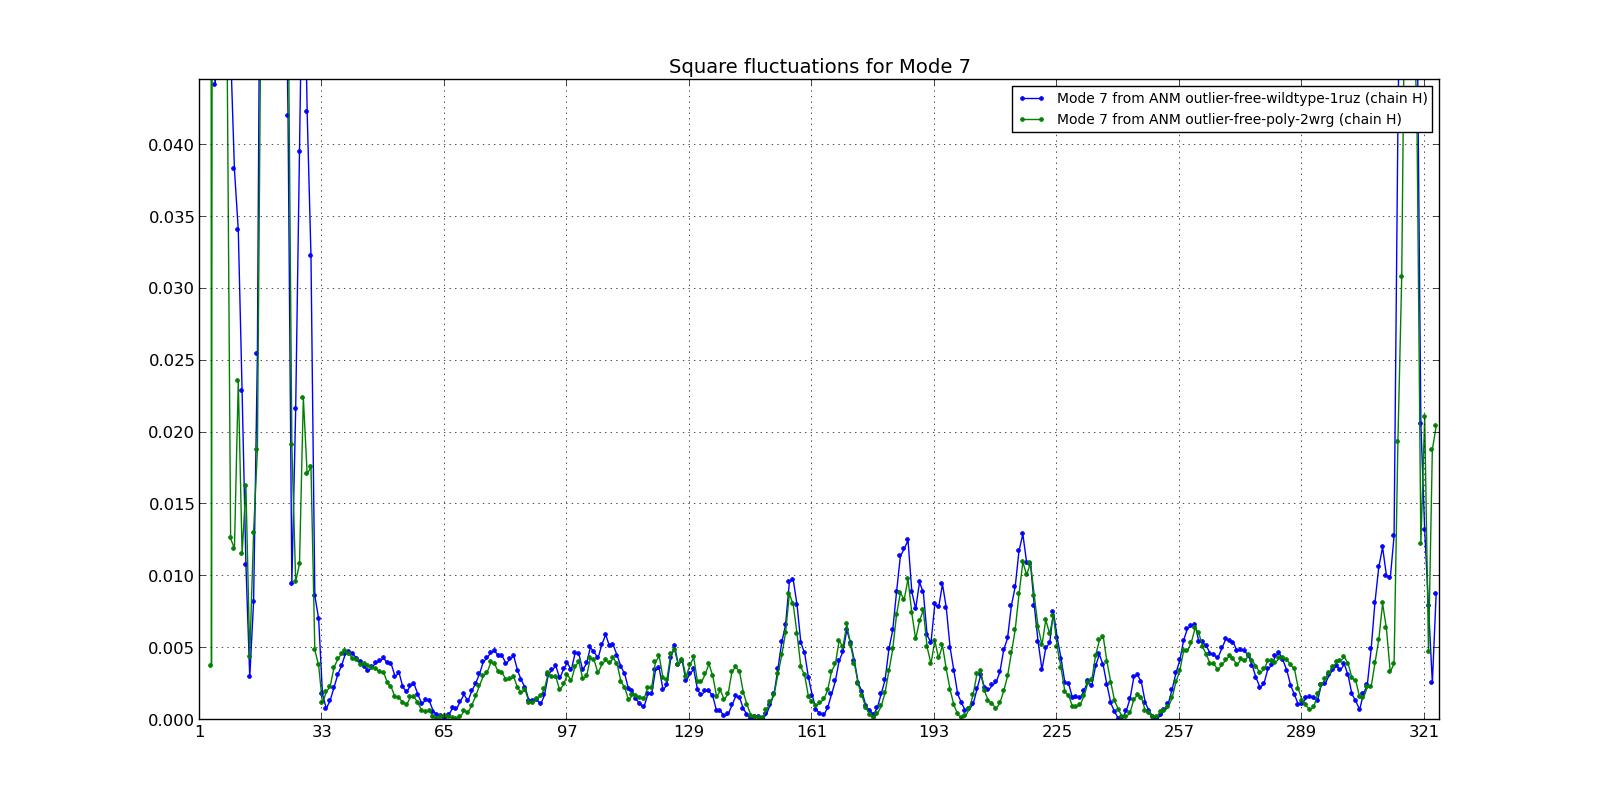 Square fluctuations for Mode 7
Mode 7 from ANM outlier-free-wildtype-1ruz (chain H)
Mode 7 from ANM outlier-free-poly-2wrg (chain H)
0.040
0.035
0.030
0.025
0.020
0.015
0.010
0.005
0.000
1 33 65 97 129 161 193 225 257 289 321